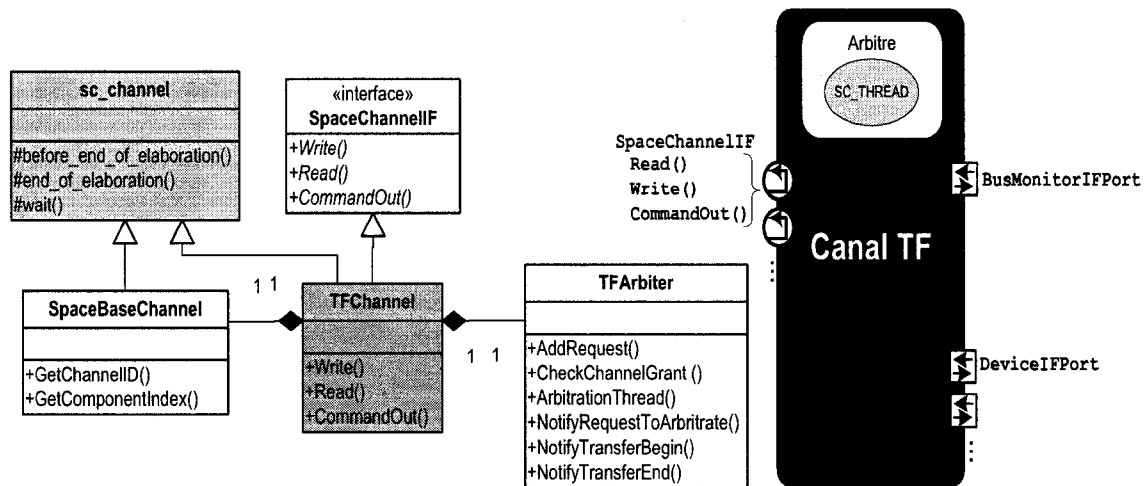 sc_channel
#before_end_of_elaboration()
#end_of_elaboration()
#wait()
«interface»
SpaceChannelIF
+Write()
+Read()
+CommandOut()
SpaceBaseChannel
+GetChannelID()
+GetComponentIndex()
1 1
TFChannel
+Write()
+Read()
+CommandOut()
1 1
TFArbiter
+AddRequest()
+CheckChannelGrant ()
+ArbitrationThread()
+NotifyRequestToArbritrate()
+NotifyTransferBegin()
+NotifyTransferEnd()
Arbitre
SC_THREAD
SpaceChannelIF
Read()
Write()
CommandOut()
⋮
Canal TF
BusMonitorIFPort
DeviceIFPort
⋮